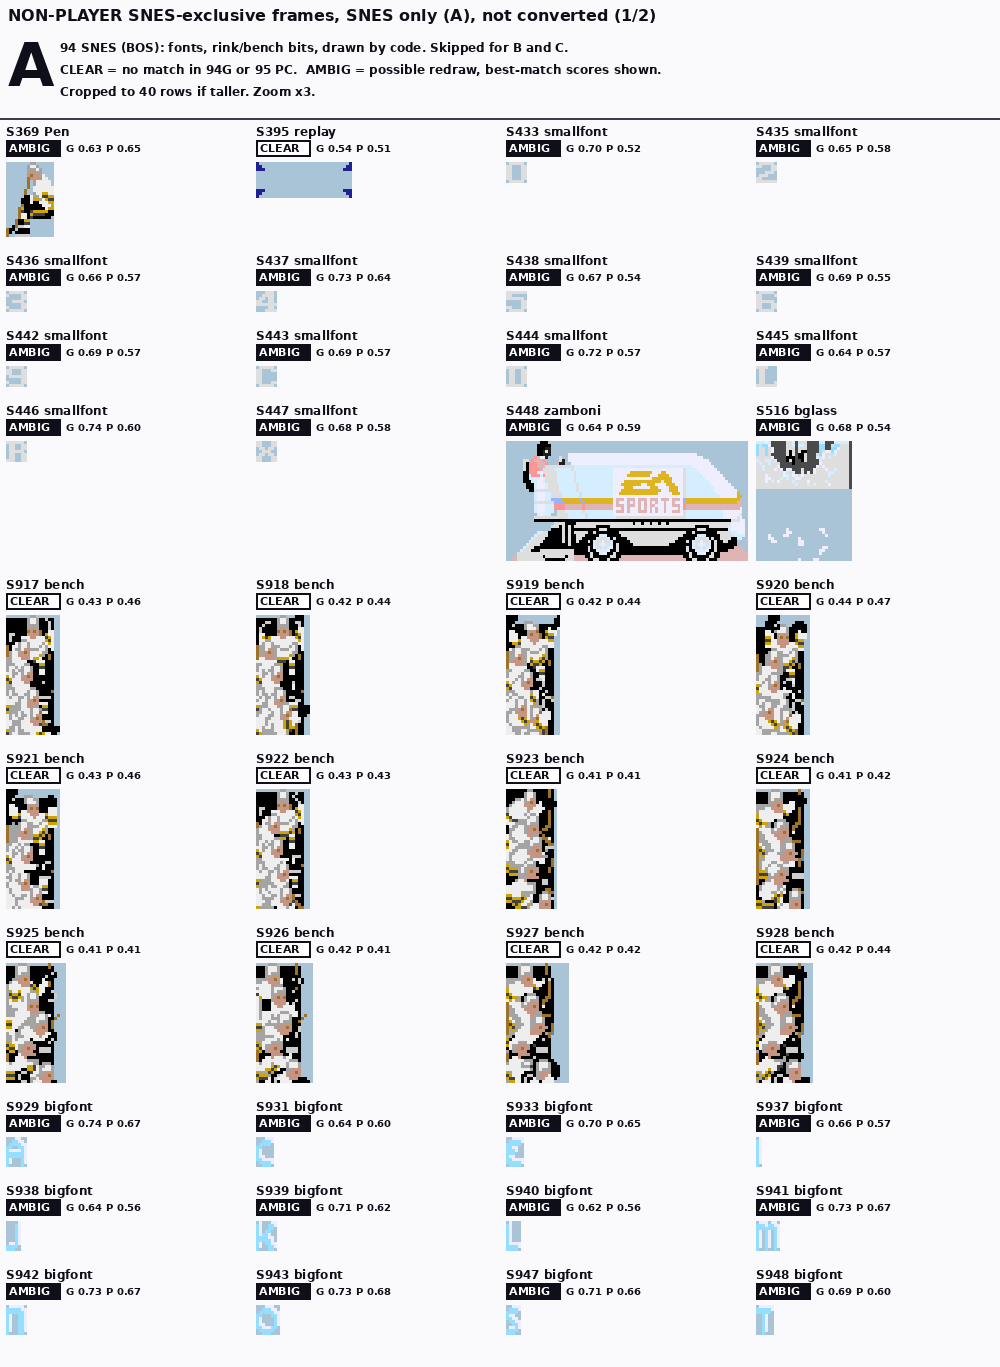 NON-PLAYER SNES-exclusive frames, SNES only (A), not converted (1/2)
A
94 SNES (BOS): fonts, rink/bench bits, drawn by code. Skipped for B and C.
CLEAR = no match in 94G or 95 PC.  AMBIG = possible redraw, best-match scores shown.
Cropped to 40 rows if taller. Zoom x3.
S369 Pen
AMBIG G 0.63 P 0.65
S395 replay
CLEAR G 0.54 P 0.51
S433 smallfont
AMBIG G 0.70 P 0.52
S435 smallfont
AMBIG G 0.65 P 0.58
S436 smallfont
AMBIG G 0.66 P 0.57
S437 smallfont
AMBIG G 0.73 P 0.64
S438 smallfont
AMBIG G 0.67 P 0.54
S439 smallfont
AMBIG G 0.69 P 0.55
S442 smallfont
AMBIG G 0.69 P 0.57
S443 smallfont
AMBIG G 0.69 P 0.57
S444 smallfont
AMBIG G 0.72 P 0.57
S445 smallfont
AMBIG G 0.64 P 0.57
S446 smallfont
AMBIG G 0.74 P 0.60
S447 smallfont
AMBIG G 0.68 P 0.58
S448 zamboni
AMBIG G 0.64 P 0.59
EA
SPORTS
S516 bglass
AMBIG G 0.68 P 0.54
S917 bench
CLEAR G 0.43 P 0.46
S918 bench
CLEAR G 0.42 P 0.44
S919 bench
CLEAR G 0.42 P 0.44
S920 bench
CLEAR G 0.44 P 0.47
S921 bench
CLEAR G 0.43 P 0.46
S922 bench
CLEAR G 0.43 P 0.43
S923 bench
CLEAR G 0.41 P 0.41
S924 bench
CLEAR G 0.41 P 0.42
S925 bench
CLEAR G 0.41 P 0.41
S926 bench
CLEAR G 0.42 P 0.41
S927 bench
CLEAR G 0.42 P 0.42
S928 bench
CLEAR G 0.42 P 0.44
S929 bigfont
AMBIG G 0.74 P 0.67
S931 bigfont
AMBIG G 0.64 P 0.60
S933 bigfont
AMBIG G 0.70 P 0.65
S937 bigfont
AMBIG G 0.66 P 0.57
S938 bigfont
AMBIG G 0.64 P 0.56
S939 bigfont
AMBIG G 0.71 P 0.62
S940 bigfont
AMBIG G 0.62 P 0.56
S941 bigfont
AMBIG G 0.73 P 0.67
S942 bigfont
AMBIG G 0.73 P 0.67
S943 bigfont
AMBIG G 0.73 P 0.68
S947 bigfont
AMBIG G 0.71 P 0.66
S948 bigfont
AMBIG G 0.69 P 0.60